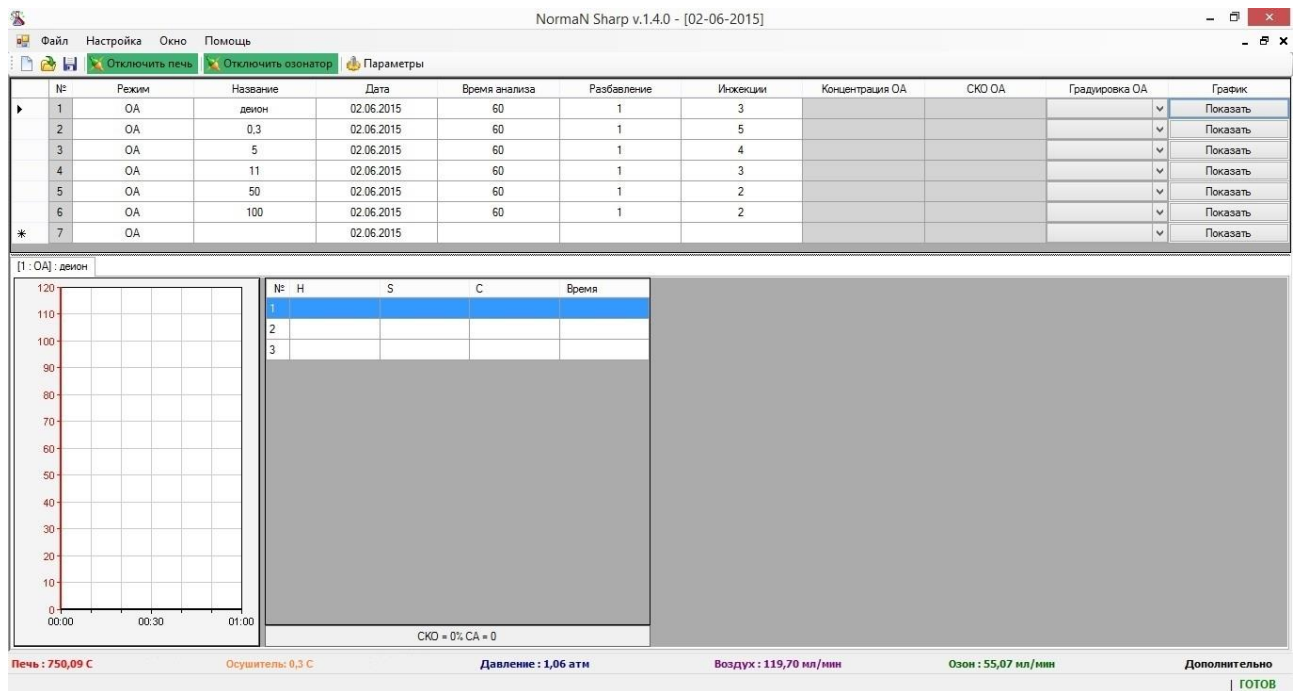 NormaN Sharp v.1.4.0 - [02-06-2015]
Файл Настройка Окно Помощь
Отключить печь Отключить озонатор Параметры
№ Режим Название Дата Время анализа Разбавление Инжекции Концентрация ОА СКО ОА Градуировка ОА График
1 ОА деион 02.06.2015 60 1 3 Показать
2 ОА 0,3 02.06.2015 60 1 5 Показать
3 ОА 5 02.06.2015 60 1 4 Показать
4 ОА 11 02.06.2015 60 1 3 Показать
5 ОА 50 02.06.2015 60 1 2 Показать
6 ОА 100 02.06.2015 60 1 2 Показать
7 ОА 02.06.2015 Показать
[1 : ОА] : деион
120
110
100
90
80
70
60
50
40
30
20
10
0
00:00 00:30 01:00
№ H S C Время
1
2
3
СКО = 0% СА = 0
Печь : 750,09 С Осушитель: 0,3 С Давление : 1,06 атм Воздух : 119,70 мл/мин Озон : 55,07 мл/мин Дополнительно
| ГОТОВ